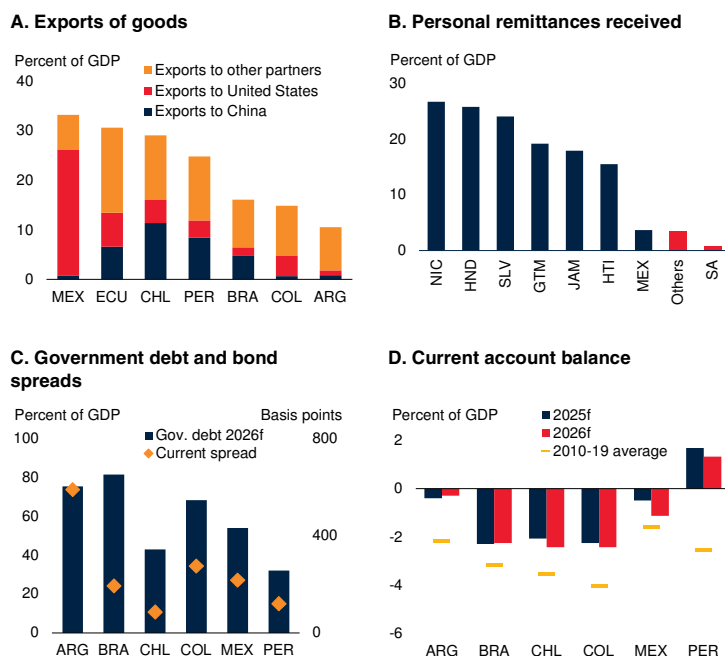 A. Exports of goods
Percent of GDP
40
30
20
10
0
Exports to other partners
Exports to United States
Exports to China
MEX ECU CHL PER BRA COL ARG
B. Personal remittances received
Percent of GDP
30
20
10
0
NIC
HND
SLV
GTM
JAM
HTI
MEX
Others
SA
C. Government debt and bond
spreads
Percent of GDP
Basis points
100
80
60
40
20
0
Gov. debt 2026f
Current spread
800
400
0
ARG BRA CHL COL MEX PER
D. Current account balance
Percent of GDP
2
0
-2
-4
-6
2025f
2026f
2010-19 average
ARG BRA CHL COL MEX PER